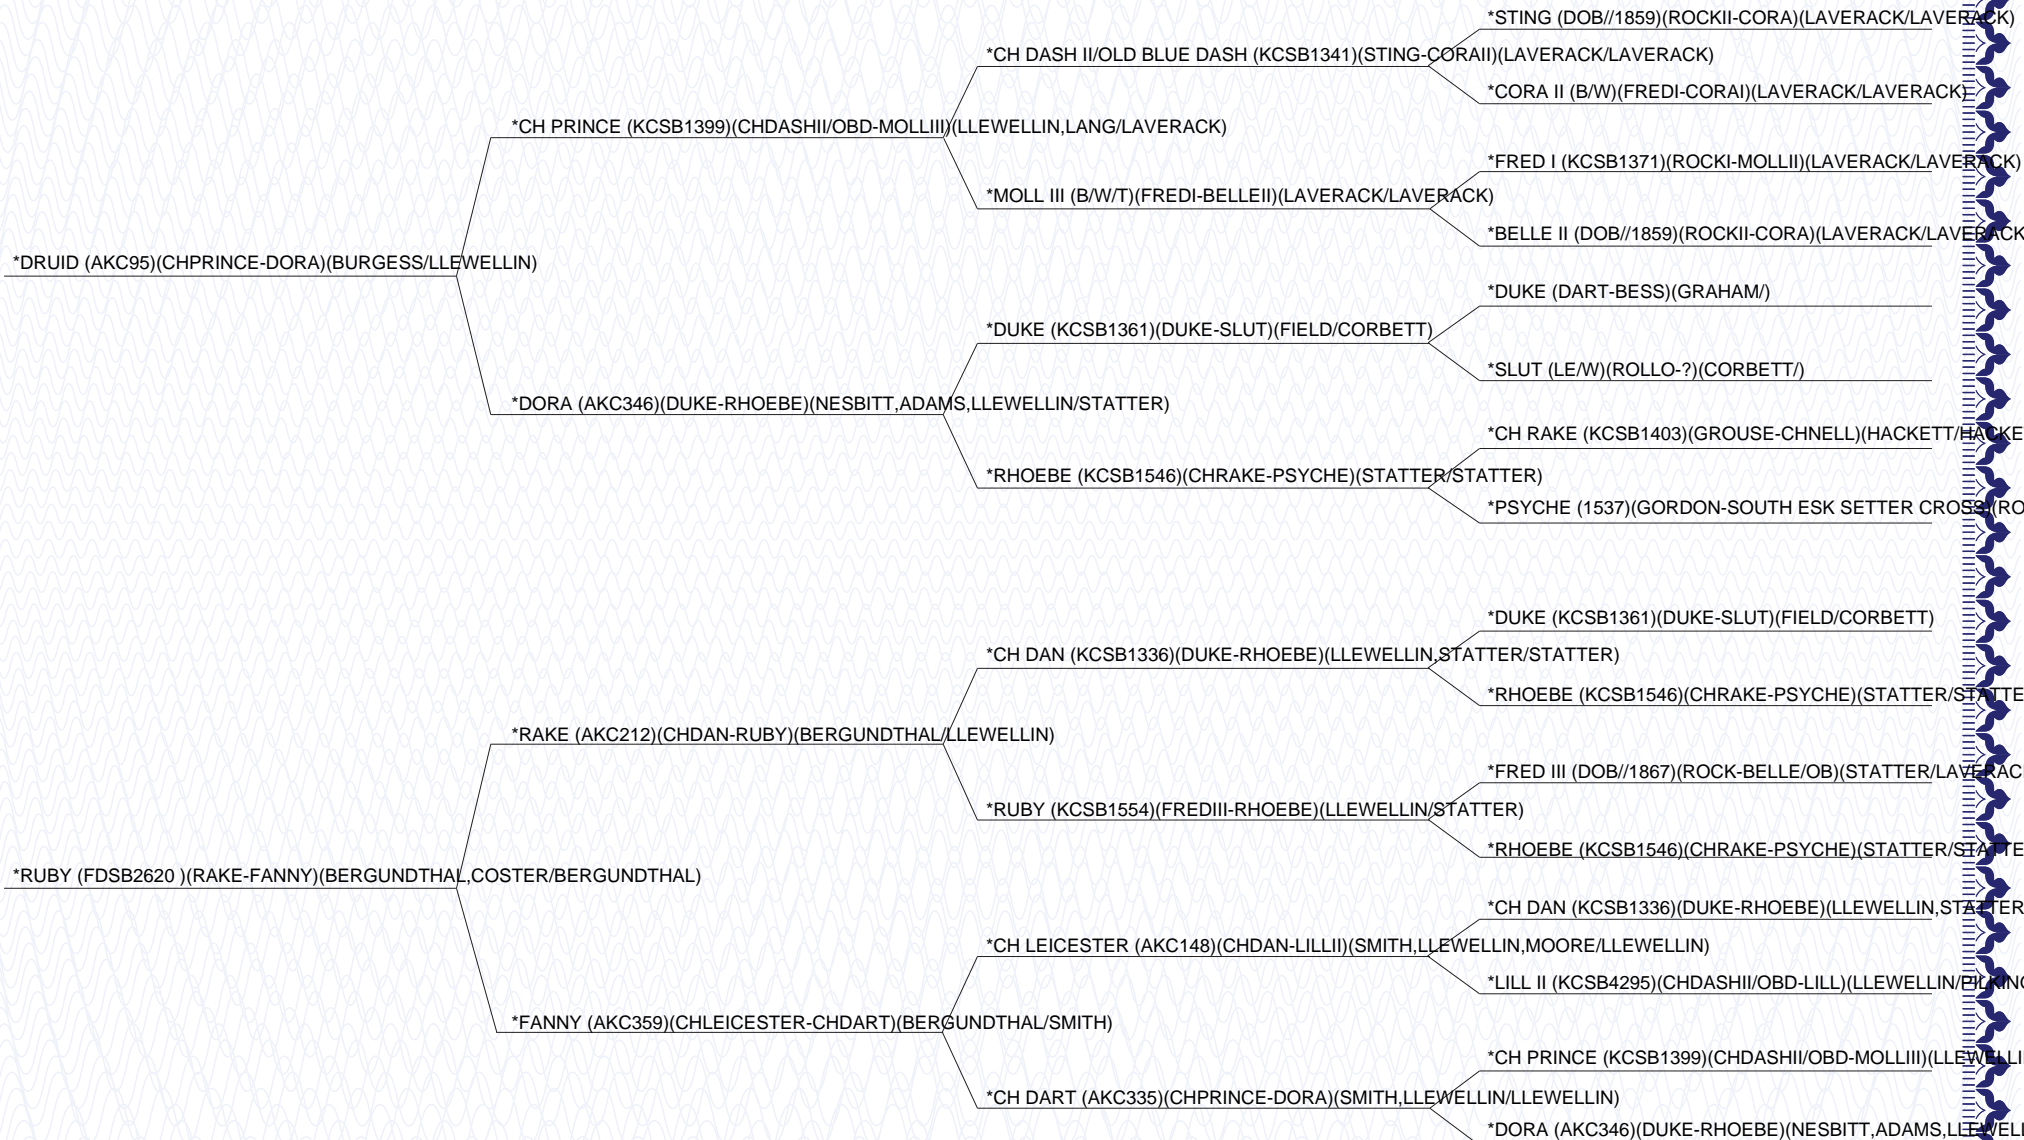 *STING (DOB//1859)(ROCKII-CORA)(LAVERACK/LAVERACK)
*CH DASH II/OLD BLUE DASH (KCSB1341)(STING-CORAII)(LAVERACK/LAVERACK)
*CORA II (B/W)(FREDI-CORAI)(LAVERACK/LAVERACK)
*CH PRINCE (KCSB1399)(CHDASHII/OBD-MOLLIII)(LLEWELLIN,LANG/LAVERACK)
*FRED I (KCSB1371)(ROCKI-MOLLII)(LAVERACK/LAVERACK)
*MOLL III (B/W/T)(FREDI-BELLEII)(LAVERACK/LAVERACK)
*BELLE II (DOB//1859)(ROCKII-CORA)(LAVERACK/LAVERACK
*DRUID (AKC95)(CHPRINCE-DORA)(BURGESS/LLEWELLIN)
*DUKE (DART-BESS)(GRAHAM/)
*DUKE (KCSB1361)(DUKE-SLUT)(FIELD/CORBETT)
*SLUT (LE/W)(ROLLO-?)(CORBETT/)
*DORA (AKC346)(DUKE-RHOEBE)(NESBITT,ADAMS,LLEWELLIN/STATTER)
*CH RAKE (KCSB1403)(GROUSE-CHNELL)(HACKETT/HACKE
*RHOEBE (KCSB1546)(CHRAKE-PSYCHE)(STATTER/STATTER)
*PSYCHE (1537)(GORDON-SOUTH ESK SETTER CROSS)(RO
*DUKE (KCSB1361)(DUKE-SLUT)(FIELD/CORBETT)
*CH DAN (KCSB1336)(DUKE-RHOEBE)(LLEWELLIN,STATTER/STATTER)
*RHOEBE (KCSB1546)(CHRAKE-PSYCHE)(STATTER/STATTE
*RAKE (AKC212)(CHDAN-RUBY)(BERGUNDTHAL/LLEWELLIN)
*FRED III (DOB//1867)(ROCK-BELLE/OB)(STATTER/LAVERAC
*RUBY (KCSB1554)(FREDIII-RHOEBE)(LLEWELLIN/STATTER)
*RHOEBE (KCSB1546)(CHRAKE-PSYCHE)(STATTER/STATTE
*RUBY (FDSB2620 )(RAKE-FANNY)(BERGUNDTHAL,COSTER/BERGUNDTHAL)
*CH DAN (KCSB1336)(DUKE-RHOEBE)(LLEWELLIN,STATTER
*CH LEICESTER (AKC148)(CHDAN-LILLII)(SMITH,LLEWELLIN,MOORE/LLEWELLIN)
*LILL II (KCSB4295)(CHDASHII/OBD-LILL)(LLEWELLIN/PILKING
*FANNY (AKC359)(CHLEICESTER-CHDART)(BERGUNDTHAL/SMITH)
*CH PRINCE (KCSB1399)(CHDASHII/OBD-MOLLIII)(LLEWELLI
*CH DART (AKC335)(CHPRINCE-DORA)(SMITH,LLEWELLIN/LLEWELLIN)
*DORA (AKC346)(DUKE-RHOEBE)(NESBITT,ADAMS,LLEWELL